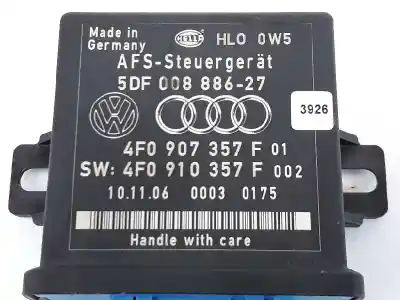 Made in
Germany
HELLA
HLO 0W5
AFS-Steuergerät
5DF 008 886-27
3926
4F0 907 357 F 01
SW: 4F0 910 357 F 002
10.11.06 0003 0175
Handle with care